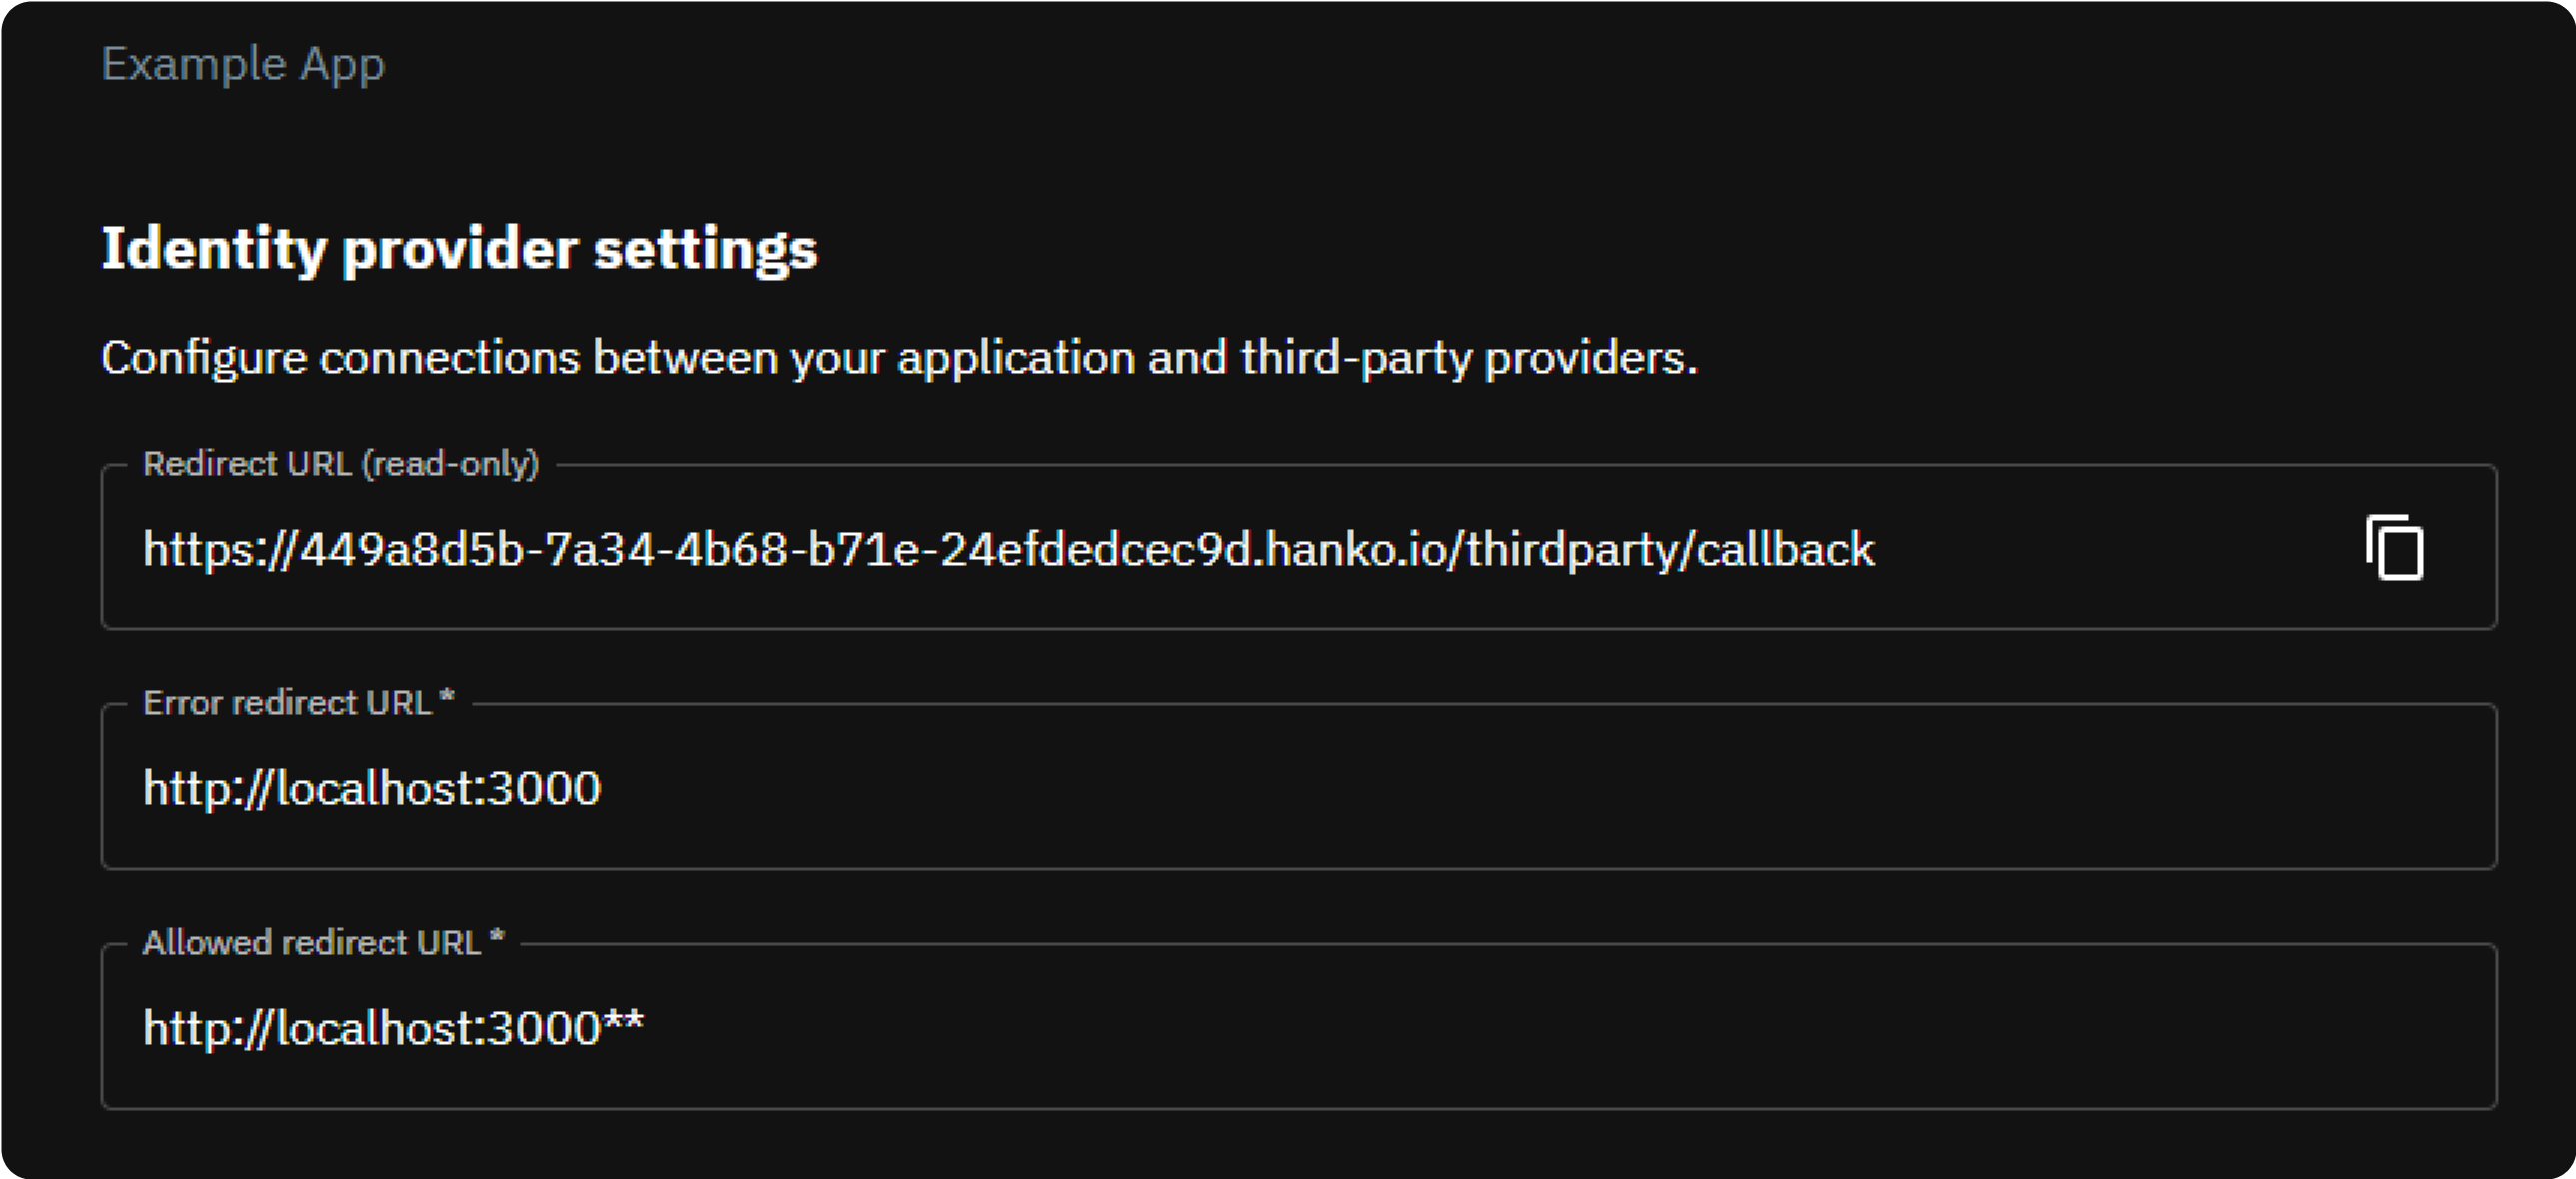 Example App
Identity provider settings
Configure connections between your application and third-party providers.
Redirect URL (read-only)
https://449a8d5b-7a34-4b68-b71e-24efdedcec9d.hanko.io/thirdparty/callback
Error redirect URL *
http://localhost:3000
Allowed redirect URL *
http://localhost:3000**